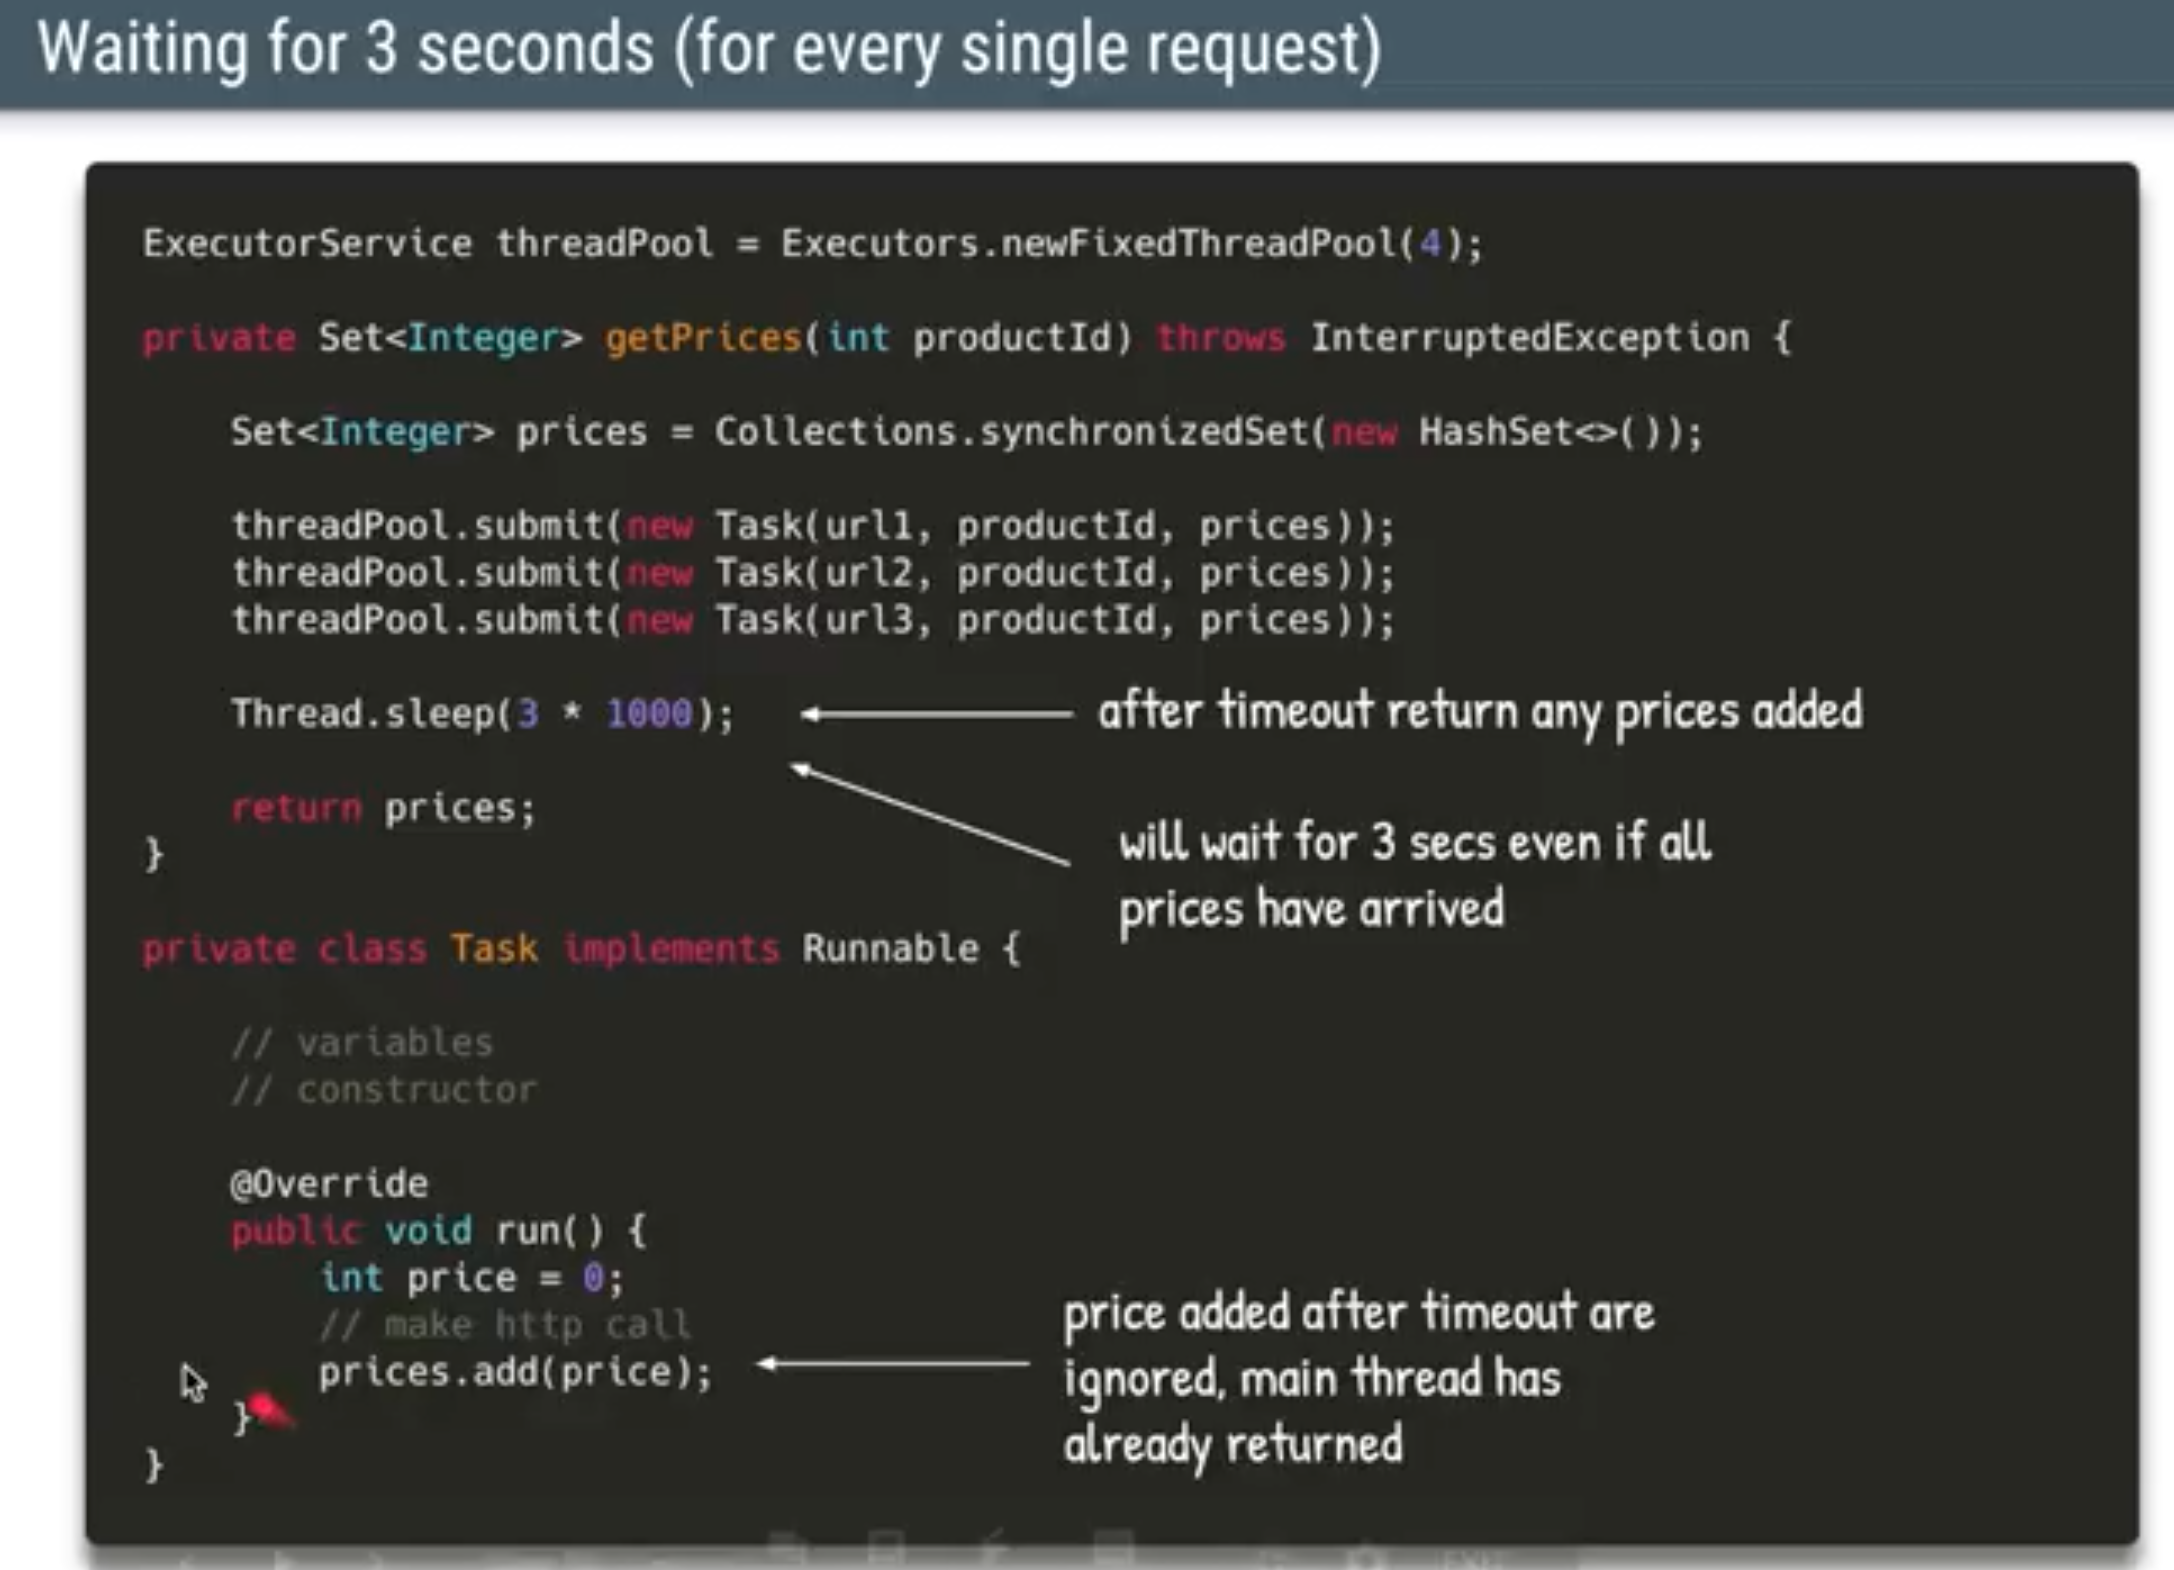 Waiting for 3 seconds (for every single request)
ExecutorService threadPool = Executors.newFixedThreadPool(4);
private Set<Integer> getPrices(int productId) throws InterruptedException {
Set<Integer> prices = Collections.synchronizedSet(new HashSet<>());
threadPool.submit(new Task(url1, productId, prices));
threadPool.submit(new Task(url2, productId, prices));
threadPool.submit(new Task(url3, productId, prices));
Thread.sleep(3 * 1000);
after timeout return any prices added
return prices;
will wait for 3 secs even if all
}
prices have arrived
private class Task implements Runnable {
// variables
// constructor
@Override
public void run() {
int price = 0;
// make http call
prices.add(price);
price added after timeout are
ignored, main thread has
already returned
}
}